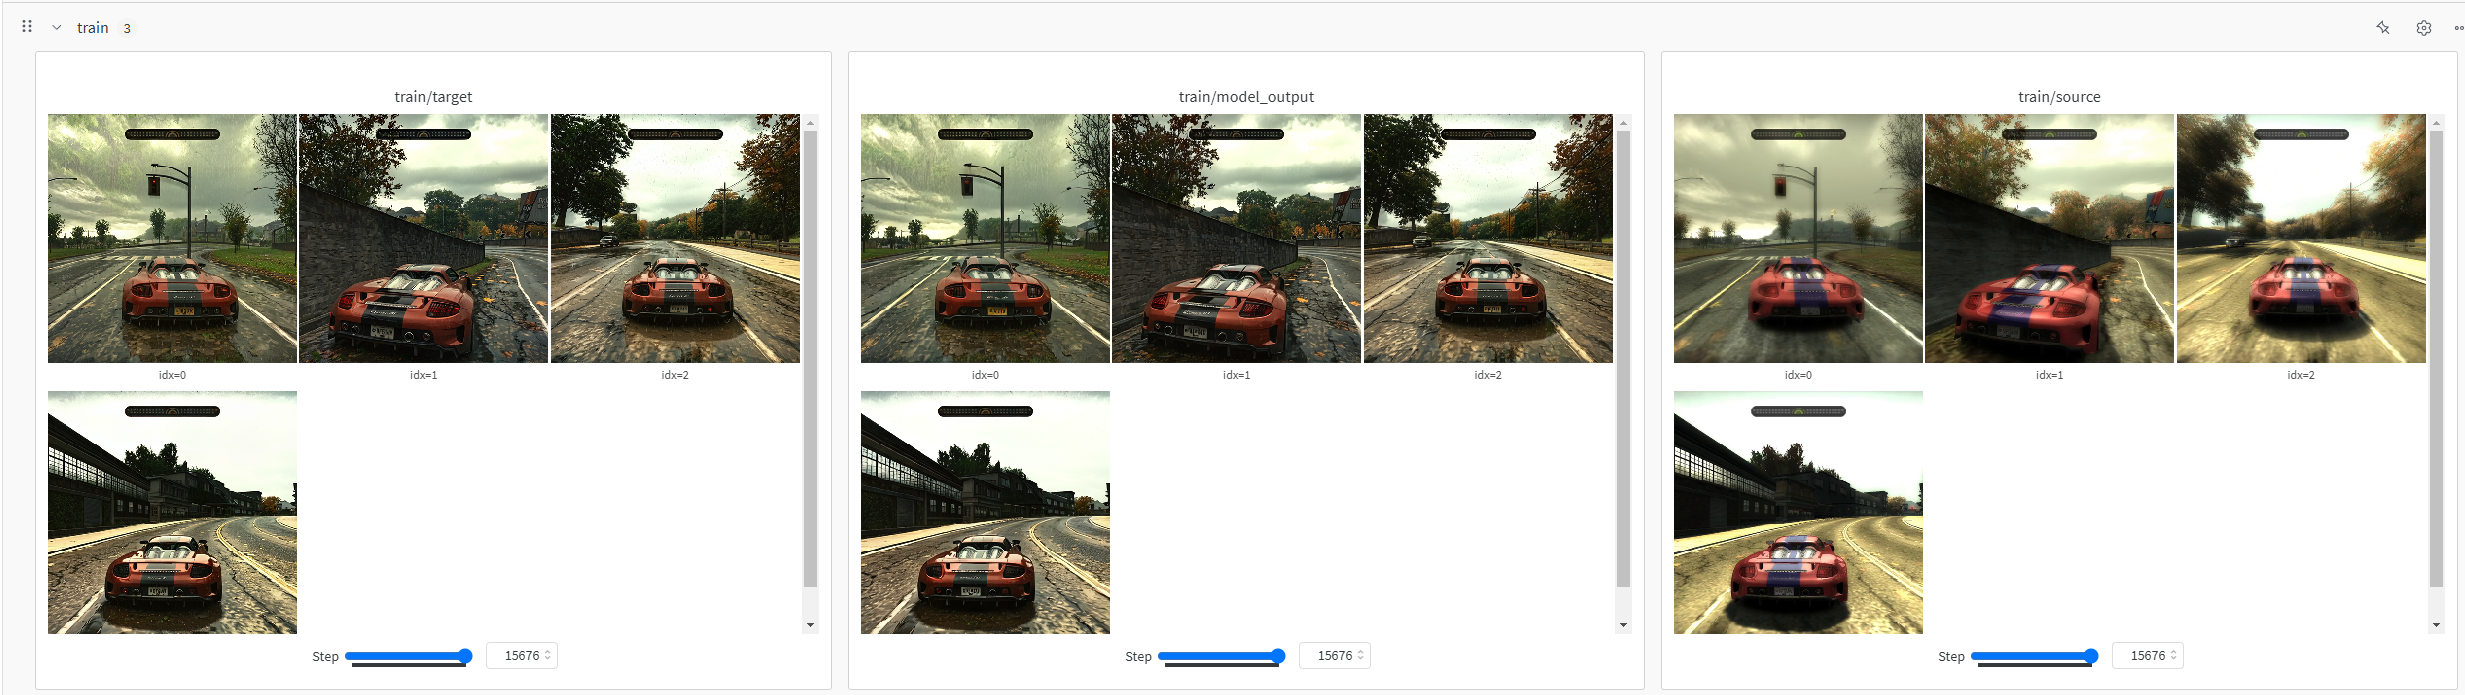 train 3
train/target
idx=0
idx=1
idx=2
Step 15676
train/model_output
idx=0
idx=1
idx=2
Step 15676
train/source
idx=0
idx=1
idx=2
Step 15676